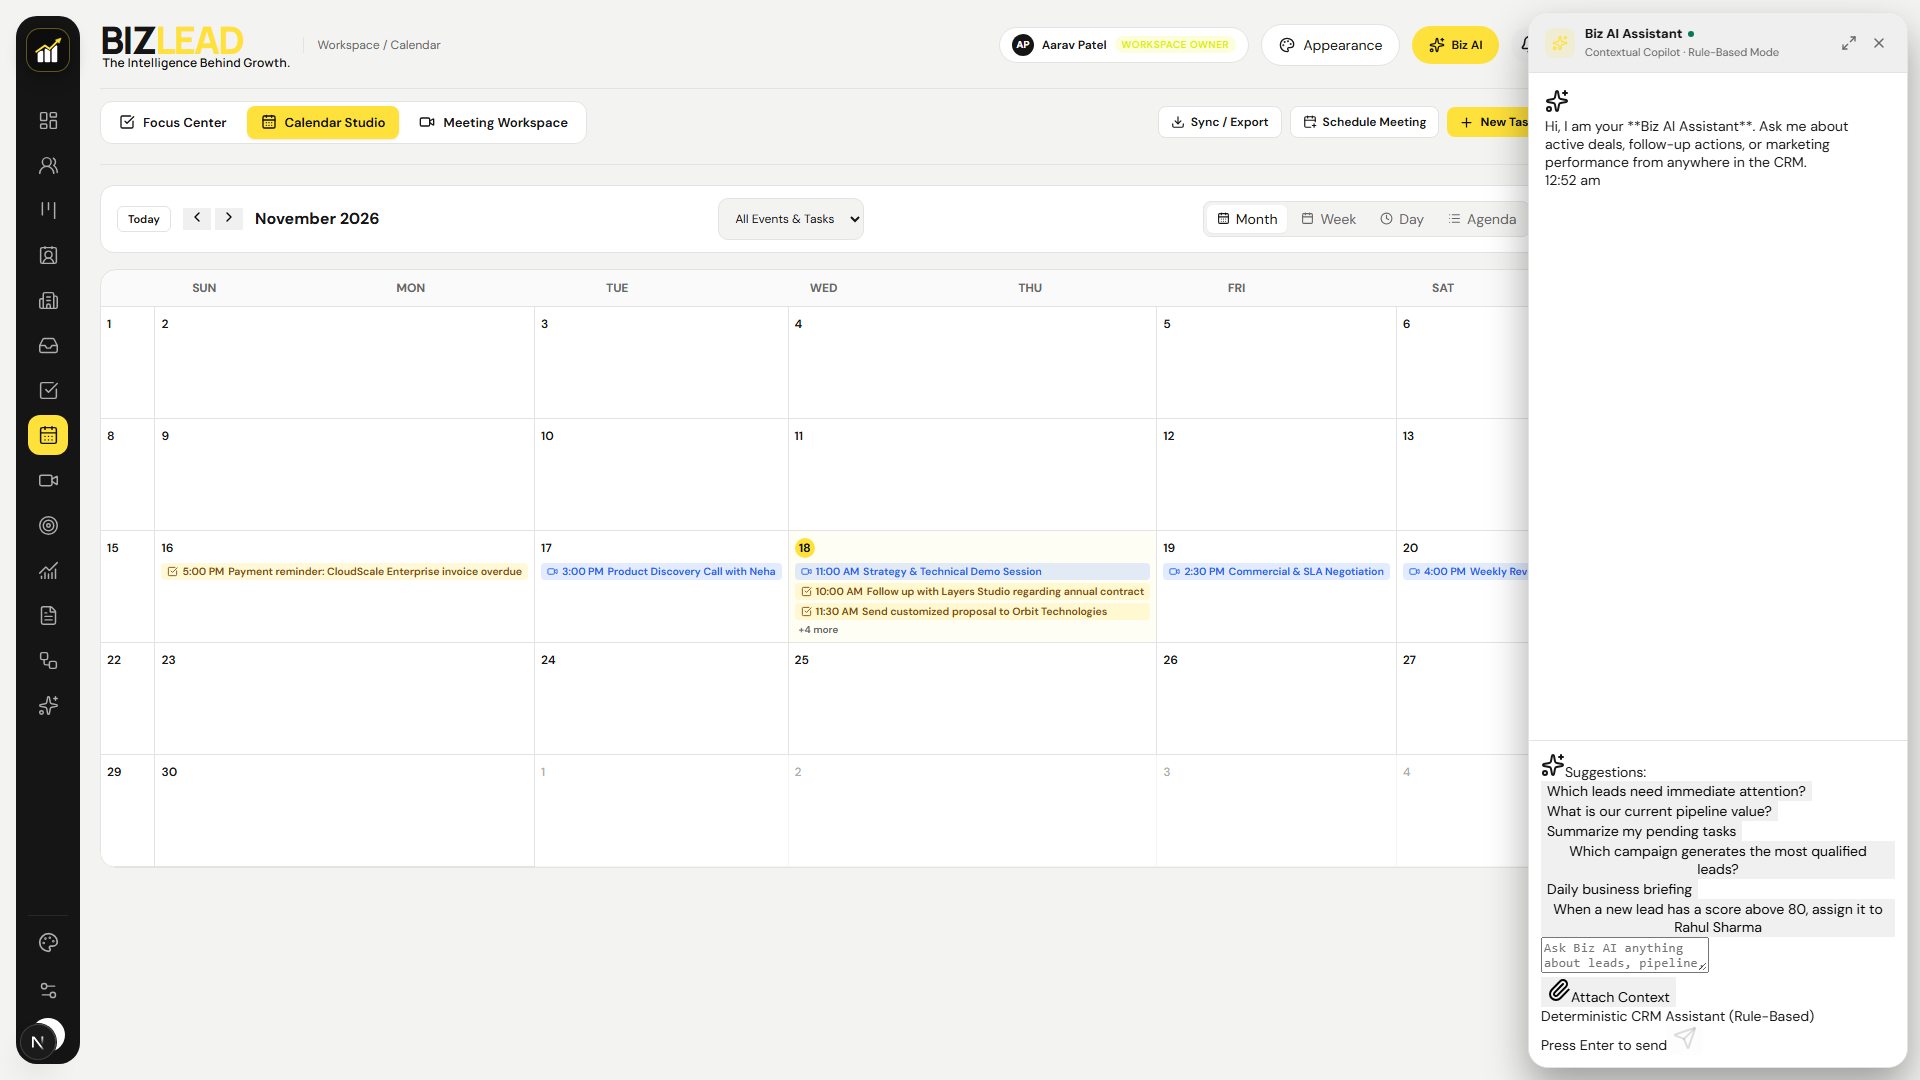 BIZLEAD
The Intelligence Behind Growth.
Workspace / Calendar
AP Aarav Patel WORKSPACE OWNER
Appearance
Biz AI
Focus Center
Calendar Studio
Meeting Workspace
Sync / Export
Schedule Meeting
Today
November 2026
All Events & Tasks
Month
Week
Day
Agenda
SUN MON TUE WED THU FRI SAT
1 2 3 4 5 6
8 9 10 11 12 13
15 16 17 18 19 20
5:00 PM Payment reminder: CloudScale Enterprise invoice overdue
3:00 PM Product Discovery Call with Neha
11:00 AM Strategy & Technical Demo Session
10:00 AM Follow up with Layers Studio regarding annual contract
11:30 AM Send customized proposal to Orbit Technologies
+4 more
2:30 PM Commercial & SLA Negotiation
4:00 PM Weekly
22 23 24 25 26 27
29 30 1 2 3 4
N
Biz AI Assistant
Contextual Copilot · Rule-Based Mode
Hi, I am your **Biz AI Assistant**. Ask me about
active deals, follow-up actions, or marketing
performance from anywhere in the CRM.
12:52 am
Suggestions:
Which leads need immediate attention?
What is our current pipeline value?
Summarize my pending tasks
Which campaign generates the most qualified
leads?
Daily business briefing
When a new lead has a score above 80, assign it to
Rahul Sharma
Ask Biz AI anything
about leads, pipeline,
Attach Context
Deterministic CRM Assistant (Rule-Based)
Press Enter to send
+ New